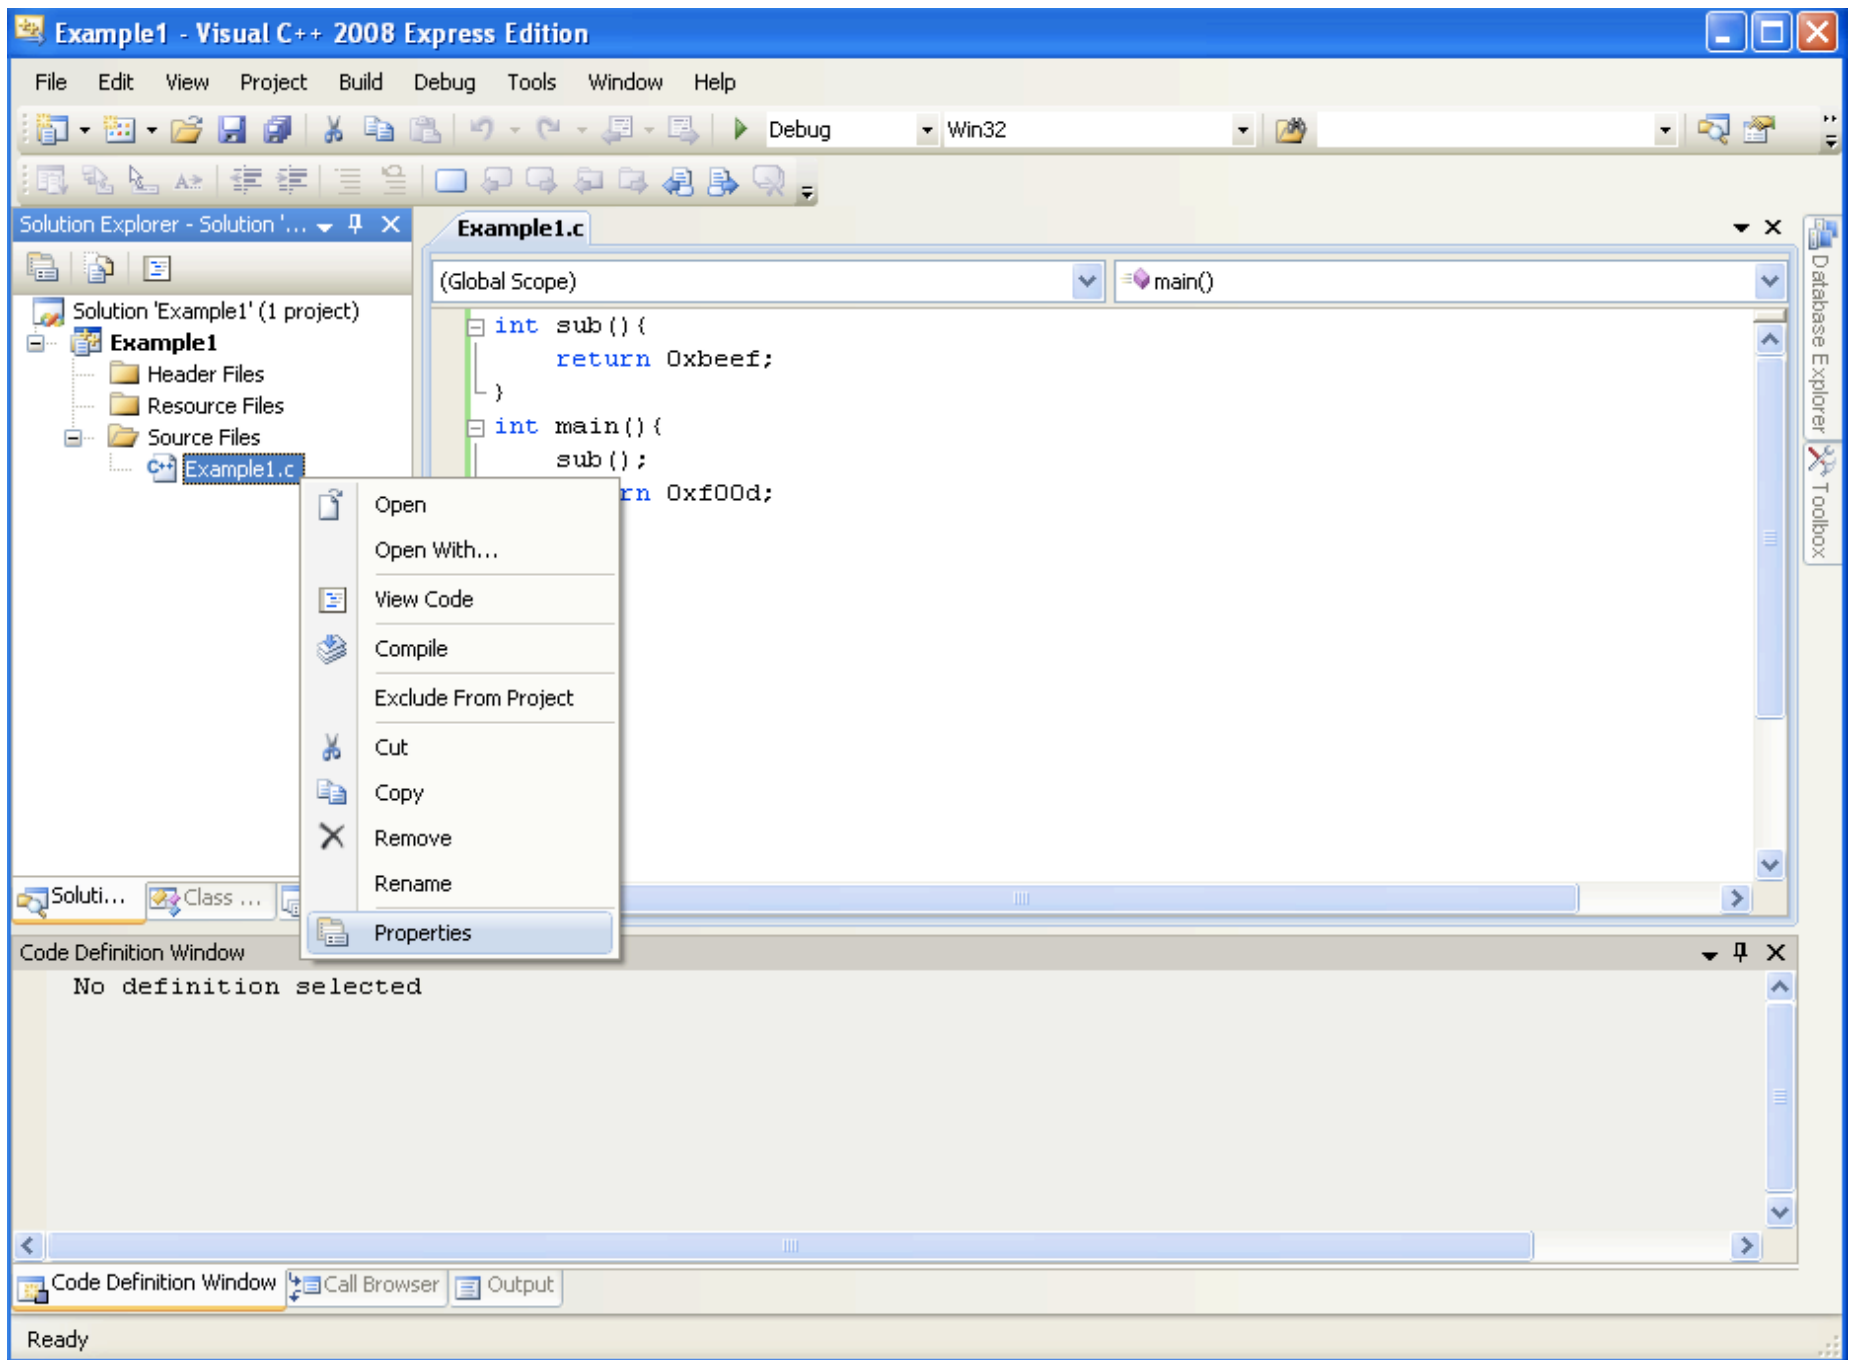 Example1 - Visual C++ 2008 Express Edition
File Edit View Project Build Debug Tools Window Help
Debug Win32
Solution Explorer - Solution '...
Example1.c
(Global Scope)
main()
Solution 'Example1' (1 project)
Example1
Header Files
Resource Files
Source Files
Example1.c
int sub(){
return 0xbeef;
}
int main(){
sub();
rn 0xf00d;
Open
Open With...
View Code
Compile
Exclude From Project
Cut
Copy
Remove
Rename
Properties
Database Explorer
Toolbox
Soluti... Class ...
Code Definition Window
No definition selected
Code Definition Window Call Browser Output
Ready